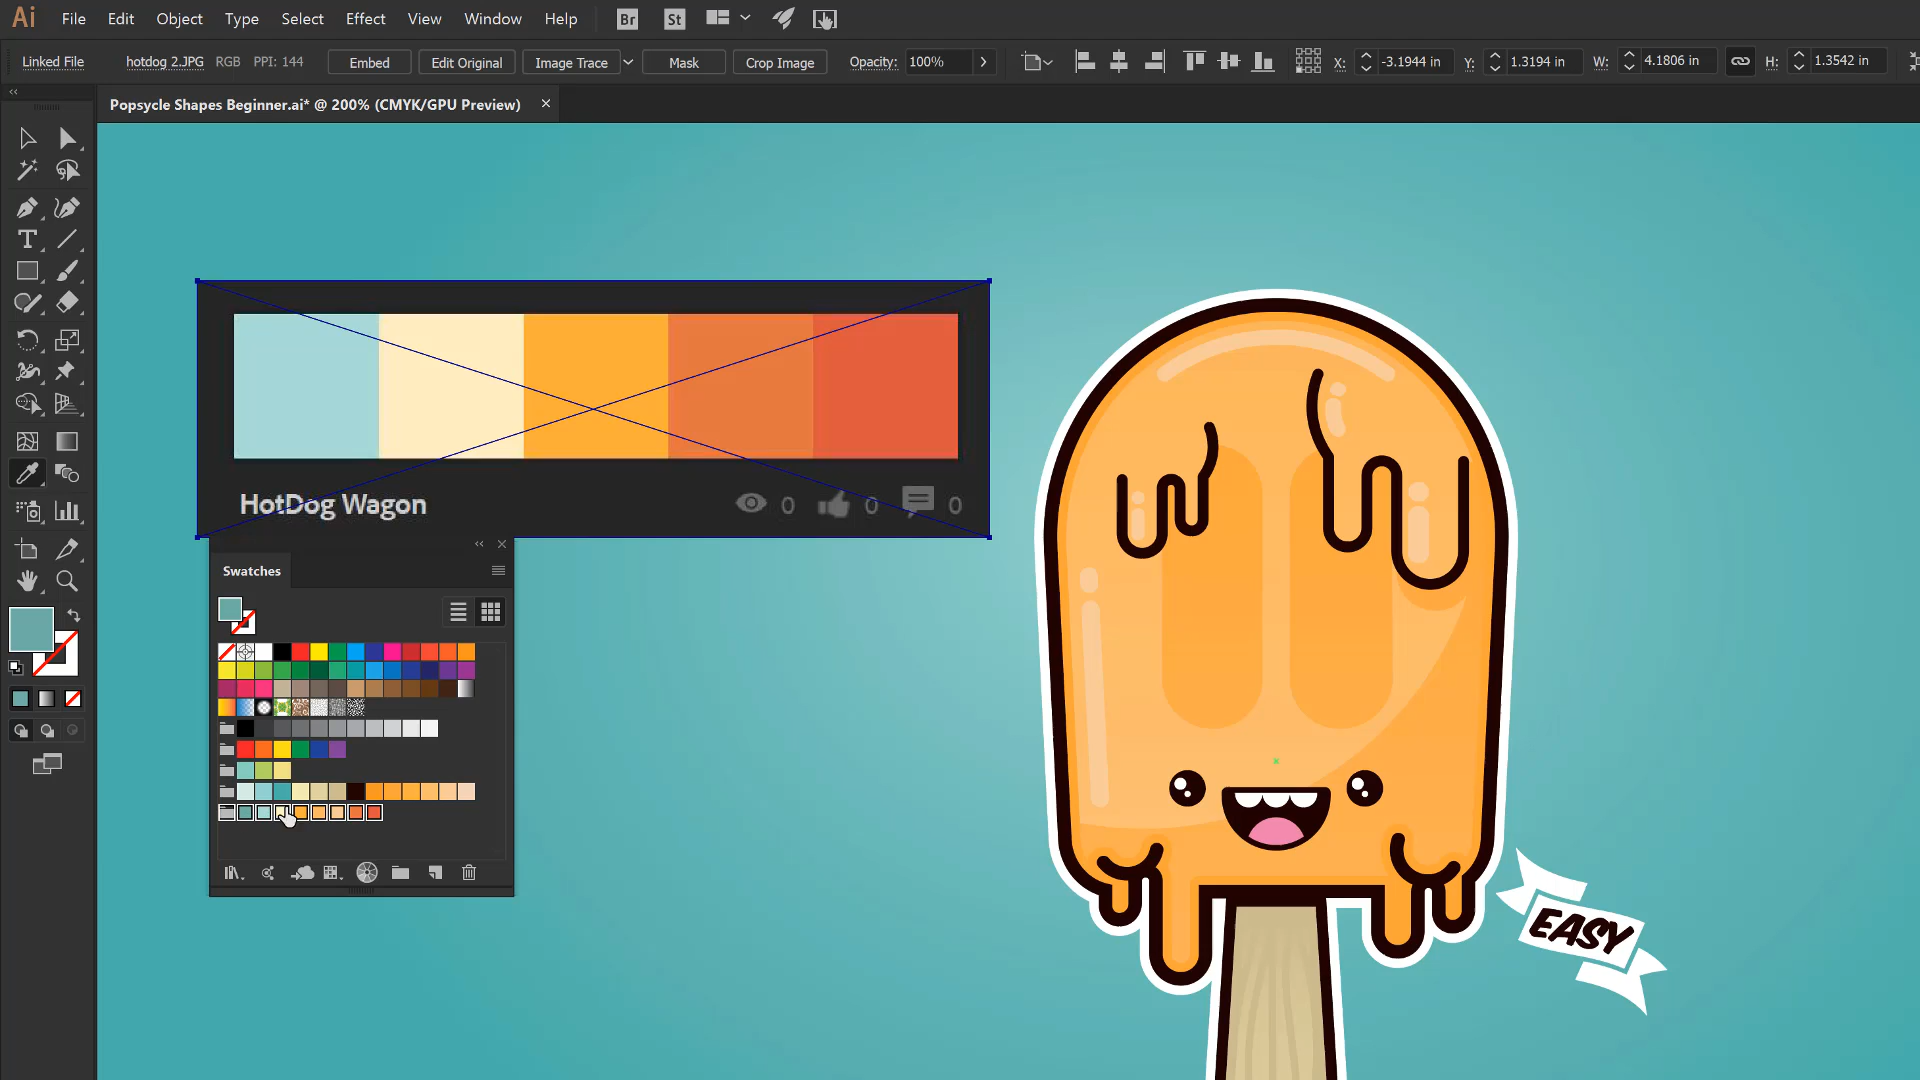 Ai File Edit Object Type Select Effect View Window Help Br St
Linked File hotdog 2.JPG RGB PPI: 144 Embed Edit Original Image Trace Mask Crop Image Opacity: 100% X: -3.1944 in Y: 1.3194 in W: 4.1806 in H: 1.3542 in
Popsycle Shapes Beginner.ai* @ 200% (CMYK/GPU Preview)
HotDog Wagon 0 0 0
Swatches
EASY